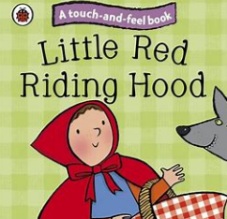 A touch-and-feel book
Little Red
Riding Hood